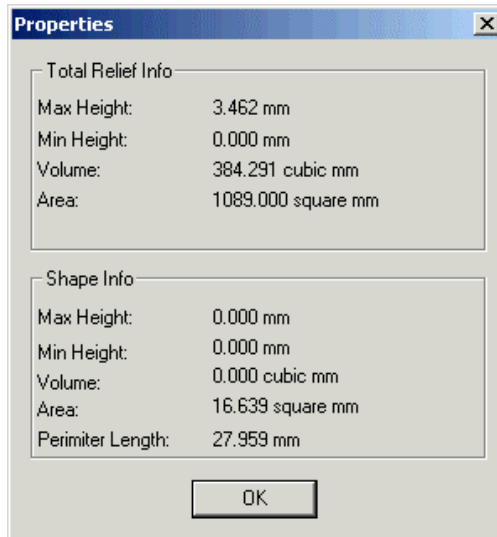 Properties
Total Relief Info
Max Height: 3.462 mm
Min Height: 0.000 mm
Volume: 384.291 cubic mm
Area: 1089.000 square mm
Shape Info
Max Height: 0.000 mm
Min Height: 0.000 mm
Volume: 0.000 cubic mm
Area: 16.639 square mm
Perimiter Length: 27.959 mm
OK